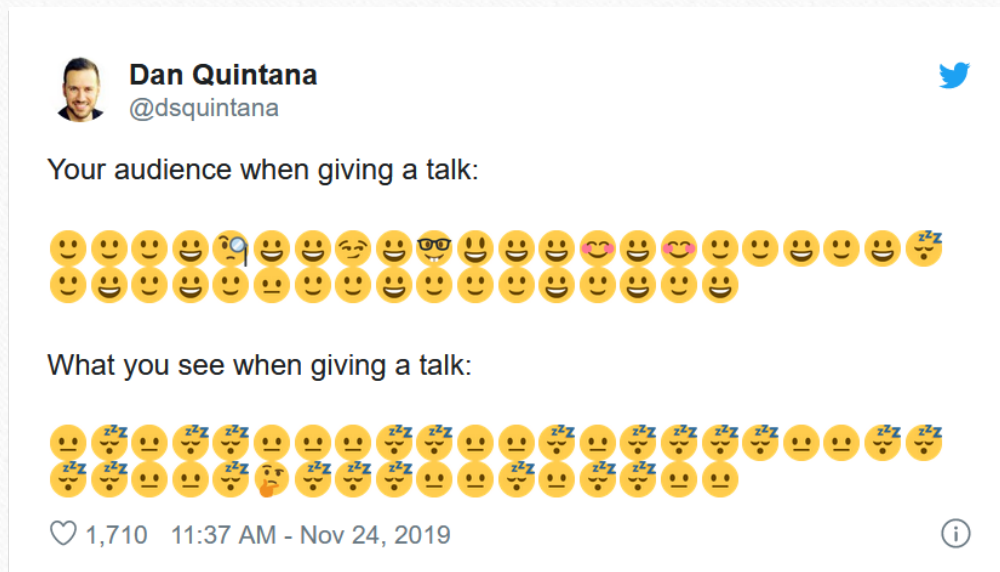 Dan Quintana
@dsquintana
Your audience when giving a talk:
🙂🙂🙂😀🧐😀😀😏😀🤓😃😀😀😊😀😊🙂🙂😀🙂😀😴
🙂😀🙂😀🙂😐🙂🙂😀🙂🙂🙂😀🙂😀🙂😀
What you see when giving a talk:
😐😴😐😴😴😐😐😐😴😴😐😐😴😐😴😴😴😴😐😐😴😴
😴😴😐😐😴🤔😴😴😴😐😐😴😐😴😴😐😐
1,710 11:37 AM - Nov 24, 2019